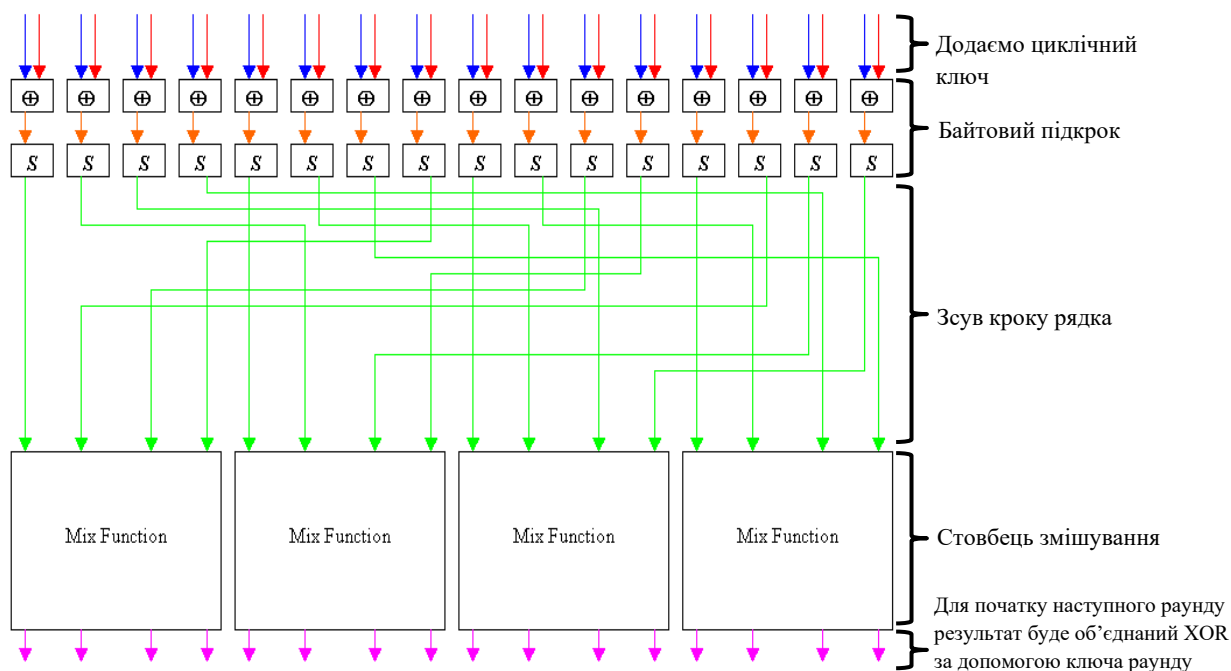 Додаємо циклічний
ключ
⊕ ⊕ ⊕ ⊕ ⊕ ⊕ ⊕ ⊕ ⊕ ⊕ ⊕ ⊕ ⊕ ⊕ ⊕ ⊕
Байтовий підкрок
S S S S S S S S S S S S S S S S
Зсув кроку рядка
Mix Function Mix Function Mix Function Mix Function
Стовбець змішування
Для початку наступного раунду
результат буде об’єднаний XOR
за допомогою ключа раунду